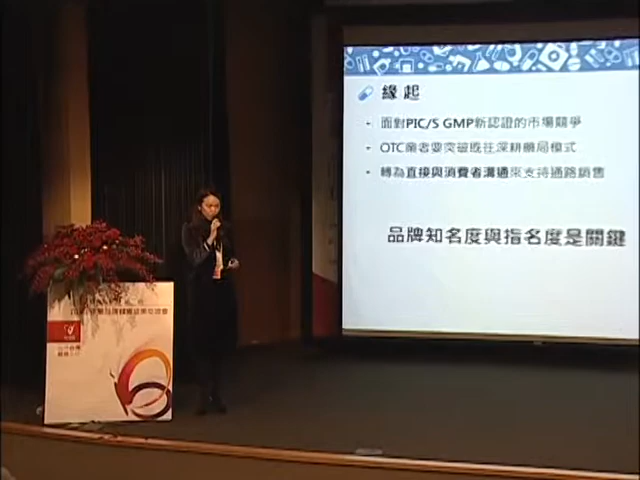 緣起
面對PIC/S GMP新認證的市場競爭
OTC業者要突破既往深耕藥局模式
轉為直接與消費者溝通來支持通路銷售
品牌知名度與指名度是關鍵